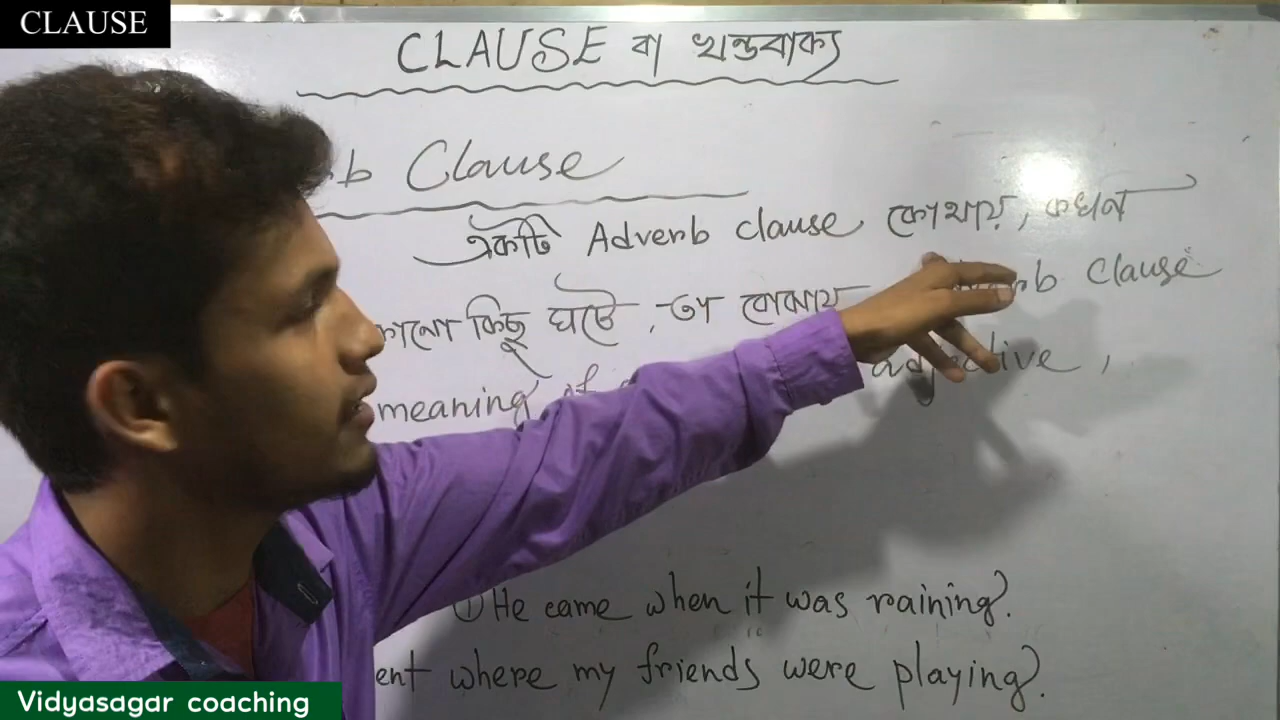 CLAUSE
CLAUSE বা খন্ডবাক্য
b Clause
একটি Adverb clause কোথায়, কখন
কানো কিছু ঘটে, তা বোঝায় erb Clause
meaning of adjective,
① He came when it was raining.
ent where my friends were playing.
Vidyasagar coaching